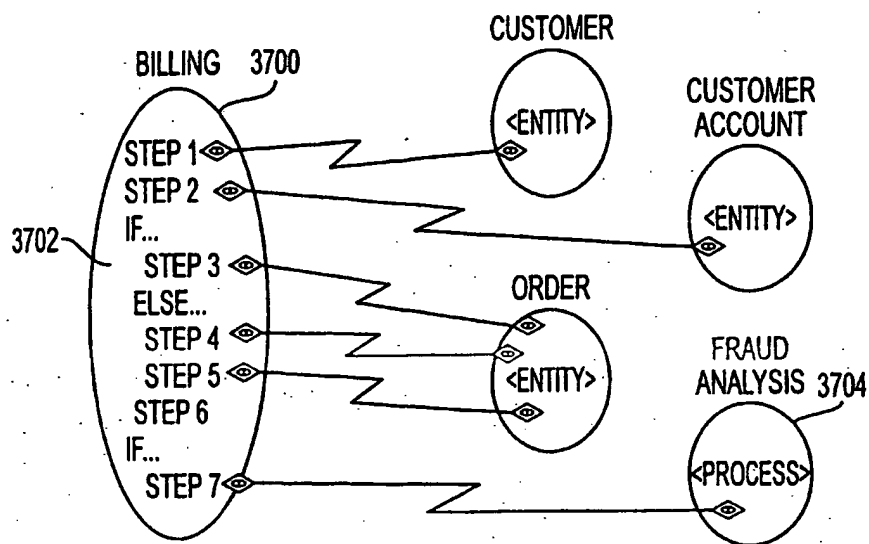 BILLING 3700
STEP 1
STEP 2
IF...
3702
STEP 3
ELSE...
STEP 4
STEP 5
STEP 6
IF...
STEP 7
CUSTOMER
<ENTITY>
CUSTOMER
ACCOUNT
<ENTITY>
ORDER
<ENTITY>
FRAUD
ANALYSIS 3704
<PROCESS>